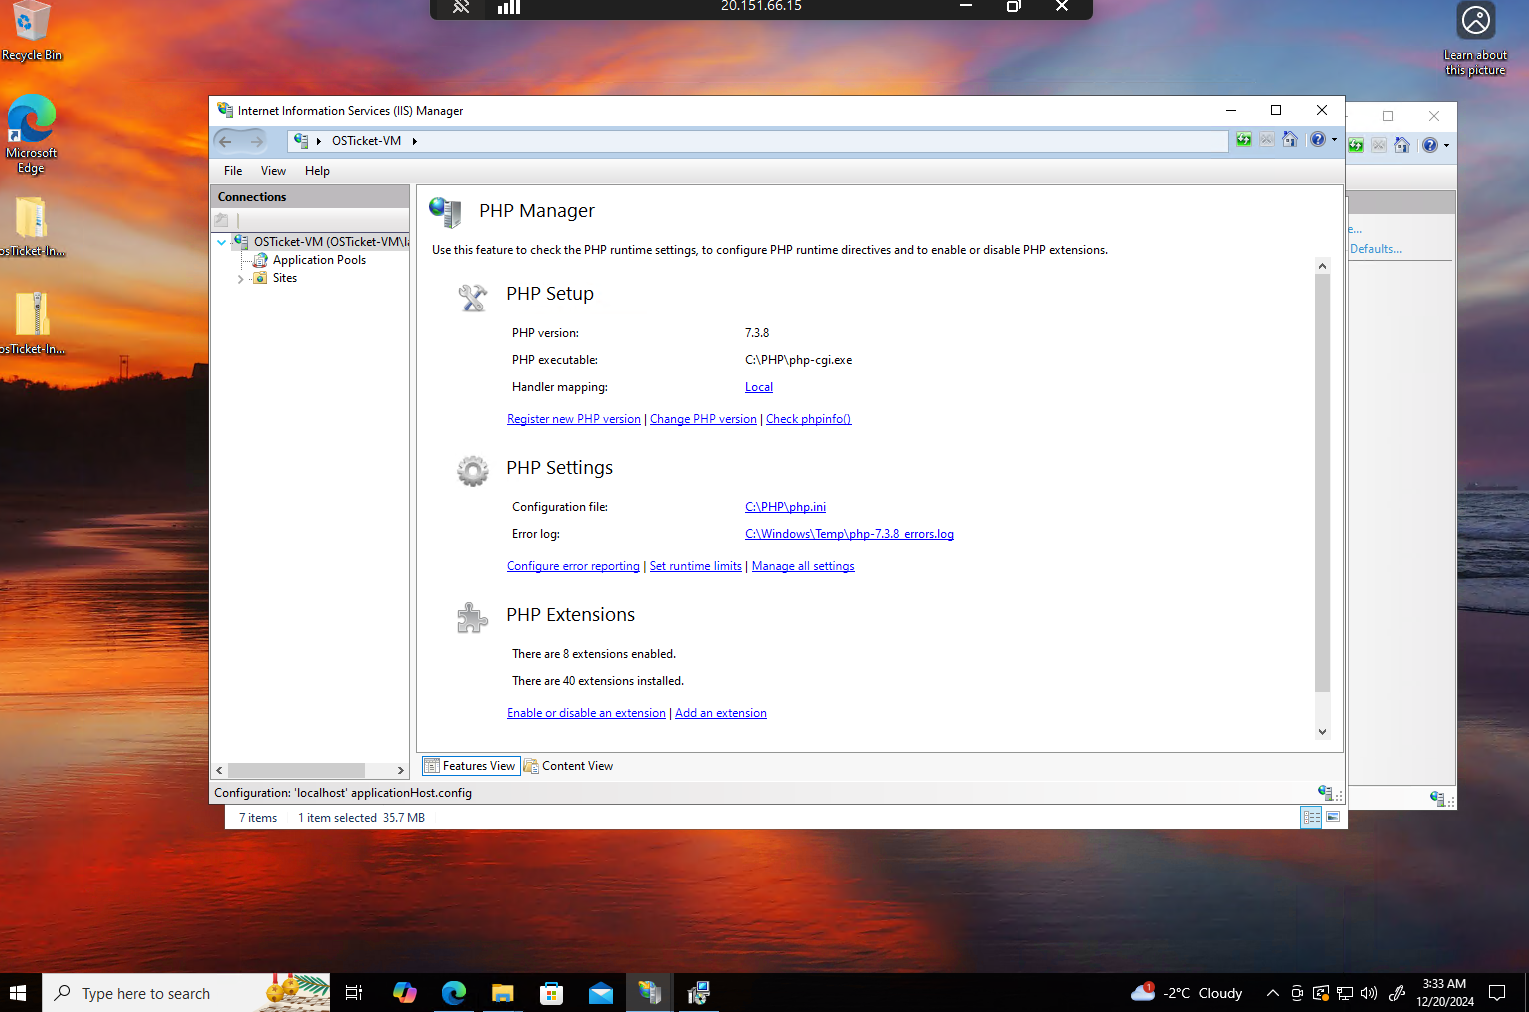 20.151.66.15
Recycle Bin
Learn about
this picture
Microsoft
Edge
osTicket-In...
osTicket-In...
Internet Information Services (IIS) Manager
OSTicket-VM
File View Help
Connections
OSTicket-VM (OSTicket-VM\l
Application Pools
Sites
PHP Manager
Use this feature to check the PHP runtime settings, to configure PHP runtime directives and to enable or disable PHP extensions.
PHP Setup
PHP version: 7.3.8
PHP executable: C:\PHP\php-cgi.exe
Handler mapping: Local
Register new PHP version | Change PHP version | Check phpinfo()
PHP Settings
Configuration file: C:\PHP\php.ini
Error log: C:\Windows\Temp\php-7.3.8_errors.log
Configure error reporting | Set runtime limits | Manage all settings
PHP Extensions
There are 8 extensions enabled.
There are 40 extensions installed.
Enable or disable an extension | Add an extension
e...
Defaults...
Features View Content View
Configuration: 'localhost' applicationHost.config
7 items 1 item selected 35.7 MB
Type here to search
1
-2°C Cloudy
3:33 AM
12/20/2024